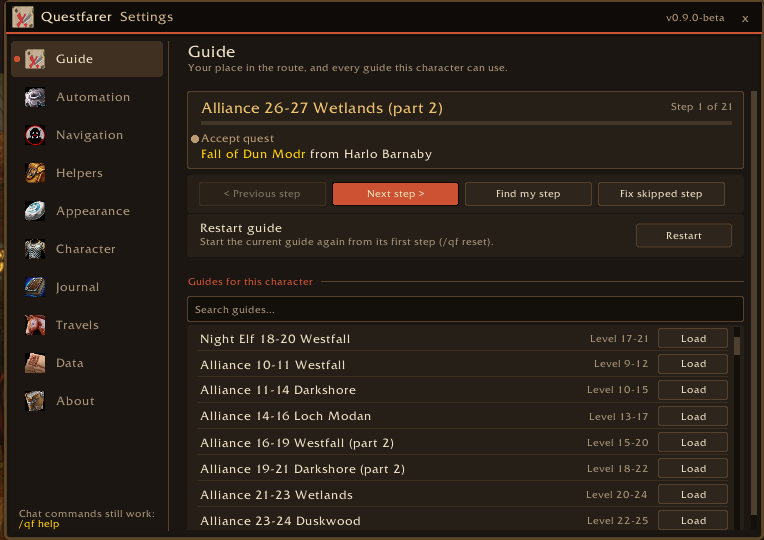 Questfarer Settings
v0.9.0-beta
x
Guide
Automation
Navigation
Helpers
Appearance
Character
Journal
Travels
Data
About
Chat commands still work:
/qf help
Guide
Your place in the route, and every guide this character can use.
Alliance 26-27 Wetlands (part 2)
Step 1 of 21
Accept quest
Fall of Dun Modr from Harlo Barnaby
< Previous step
Next step >
Find my step
Fix skipped step
Restart guide
Start the current guide again from its first step (/qf reset).
Restart
Guides for this character
Search guides...
Night Elf 18-20 Westfall Level 17-21 Load
Alliance 10-11 Westfall Level 9-12 Load
Alliance 11-14 Darkshore Level 10-15 Load
Alliance 14-16 Loch Modan Level 13-17 Load
Alliance 16-19 Westfall (part 2) Level 15-20 Load
Alliance 19-21 Darkshore (part 2) Level 18-22 Load
Alliance 21-23 Wetlands Level 20-24 Load
Alliance 23-24 Duskwood Level 22-25 Load